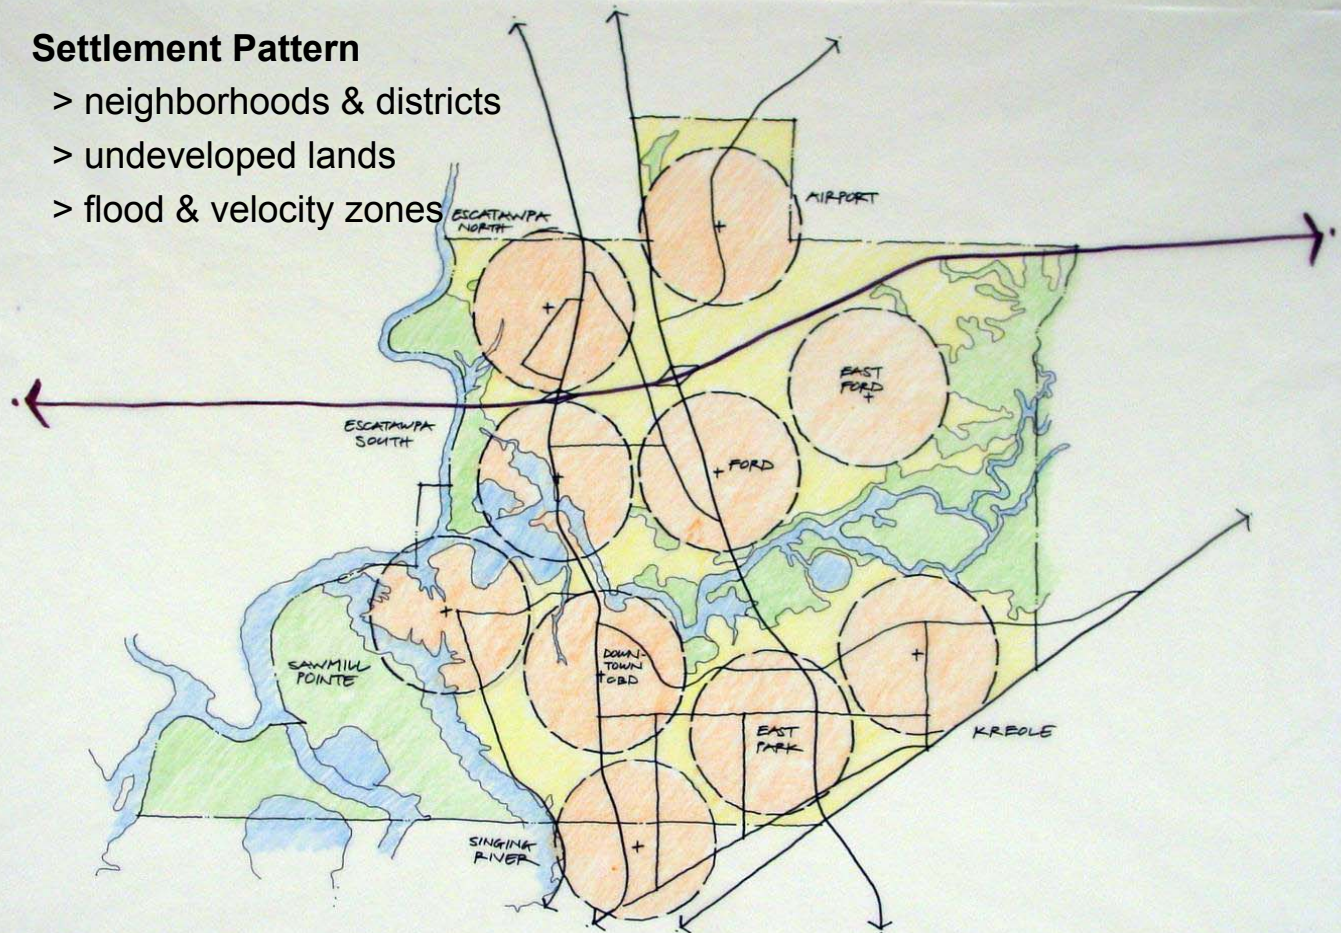 Settlement Pattern
> neighborhoods & districts
> undeveloped lands
> flood & velocity zones
ESCATAWPA
NORTH
AIRPORT
EAST
FORD
ESCATAWPA
SOUTH
FORD
SAWMILL
POINTE
DOWN-
TOWN
CBD
EAST
PARK
KREOLE
SINGING
RIVER